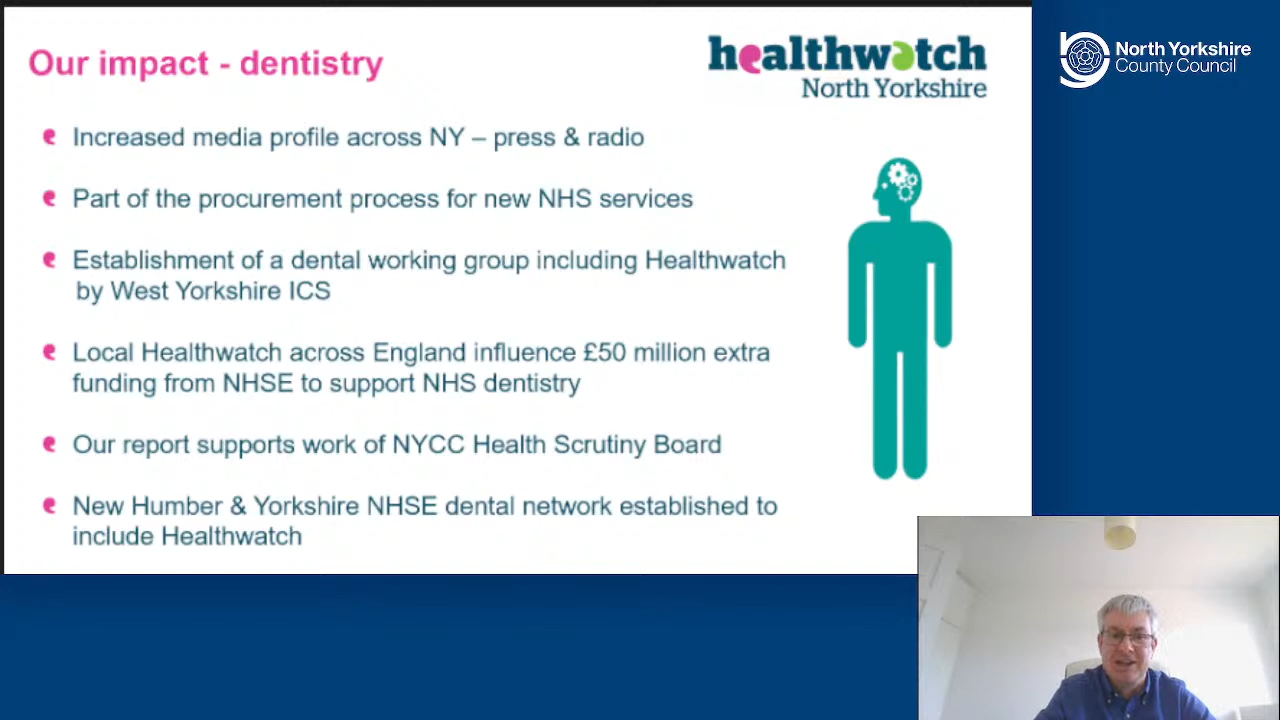 Our impact - dentistry
healthwatch
North Yorkshire
North Yorkshire
County Council
Increased media profile across NY – press & radio
Part of the procurement process for new NHS services
Establishment of a dental working group including Healthwatch
by West Yorkshire ICS
Local Healthwatch across England influence £50 million extra
funding from NHSE to support NHS dentistry
Our report supports work of NYCC Health Scrutiny Board
New Humber & Yorkshire NHSE dental network established to
include Healthwatch